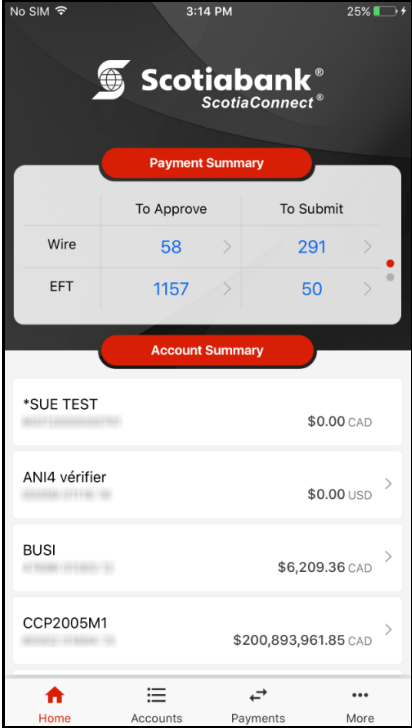 No SIM 3:14 PM 25%
Scotiabank®
ScotiaConnect®
Payment Summary
To Approve To Submit
Wire 58 291
EFT 1157 50
Account Summary
*SUE TEST
$0.00 CAD
ANI4 vérifier
$0.00 USD
BUSI
$6,209.36 CAD
CCP2005M1
$200,893,961.85 CAD
Home Accounts Payments More